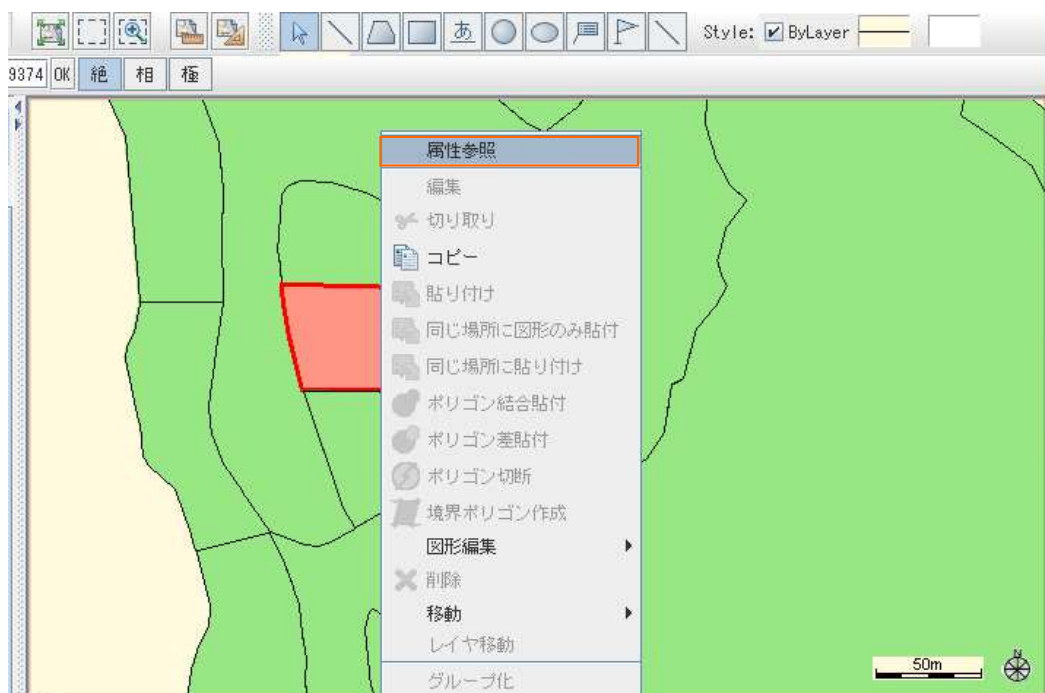 あ
Style: ByLayer
9374 OK 絶 相 極
属性参照
編集
切り取り
コピー
貼り付け
同じ場所に図形のみ貼付
同じ場所に貼り付け
ポリゴン結合貼付
ポリゴン差貼付
ポリゴン切断
境界ポリゴン作成
図形編集
削除
移動
レイヤ移動
グループ化
50m
N